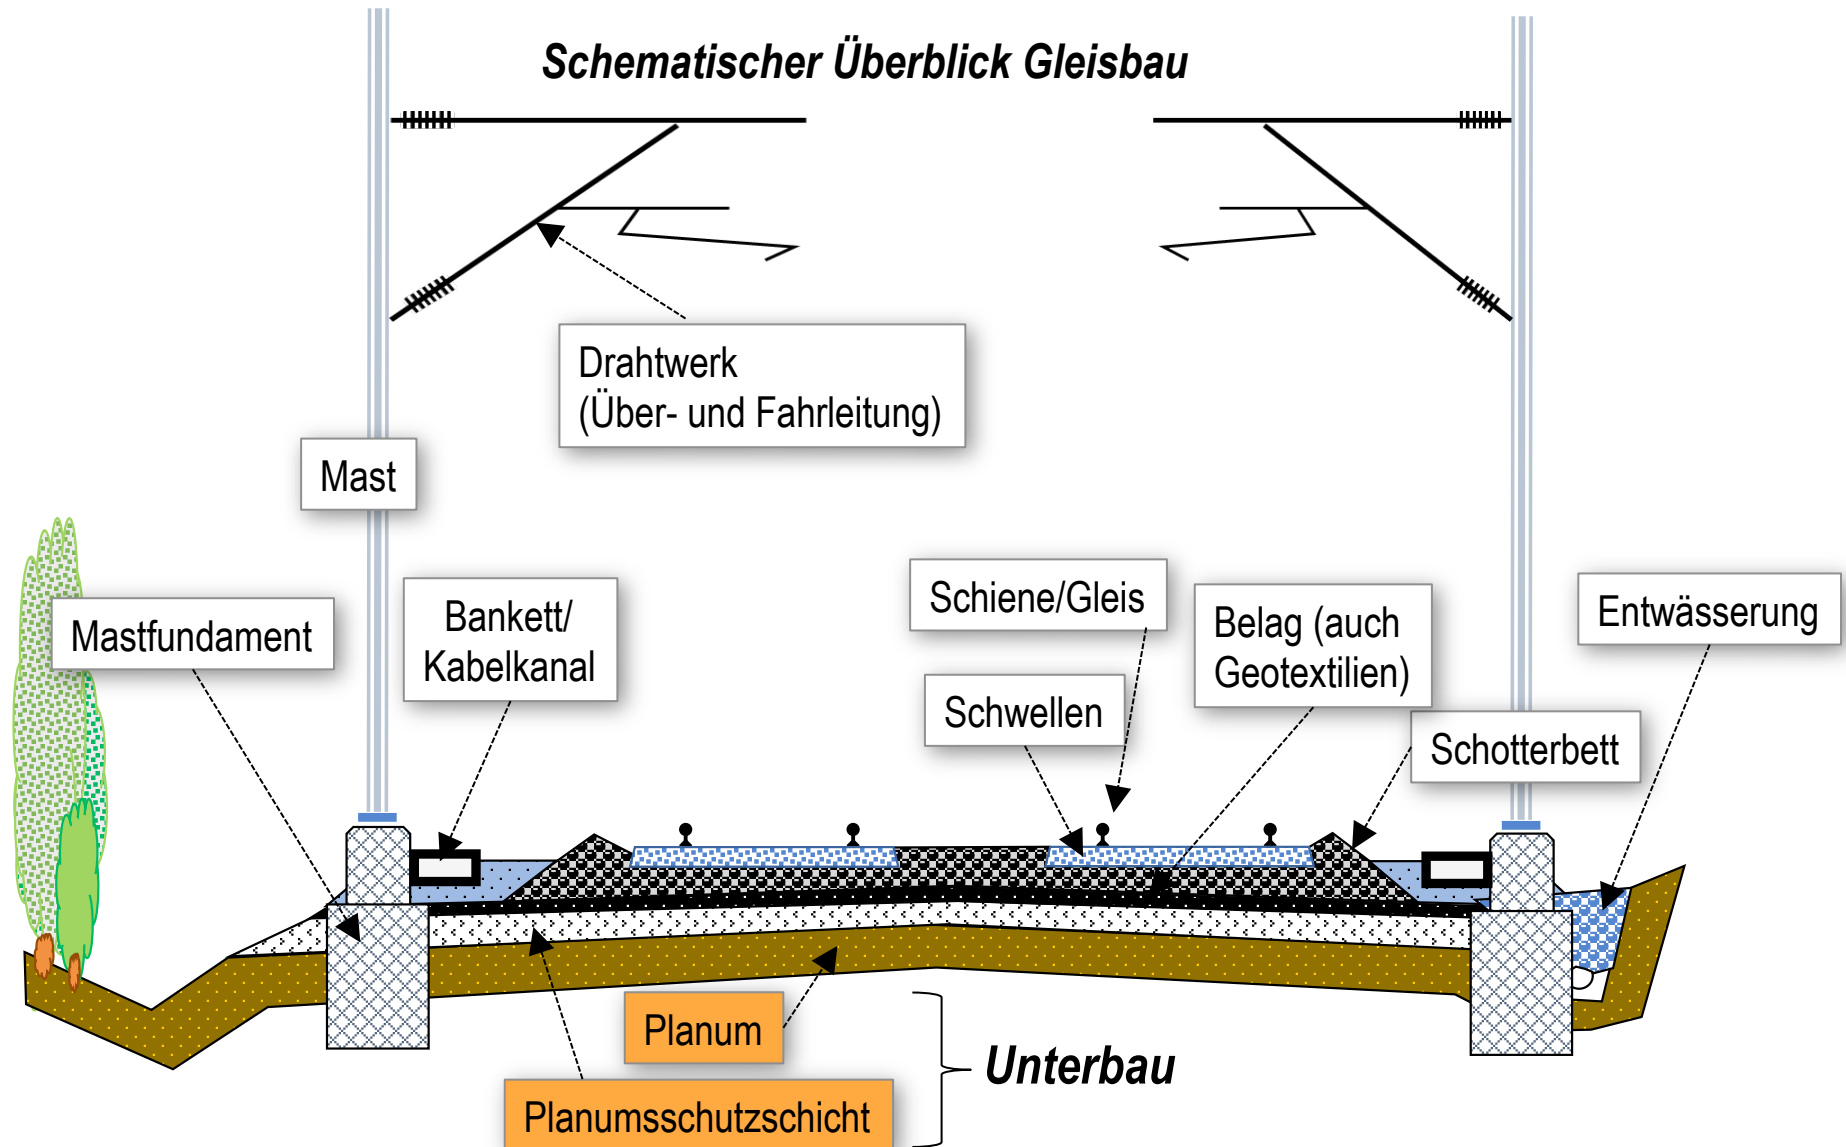 Schematischer Überblick Gleisbau
Drahtwerk
(Über- und Fahrleitung)
Mast
Mastfundament
Bankett/
Kabelkanal
Schiene/Gleis
Schwellen
Belag (auch
Geotextilien)
Schotterbett
Entwässerung
Planum
Planumsschutzschicht
Unterbau